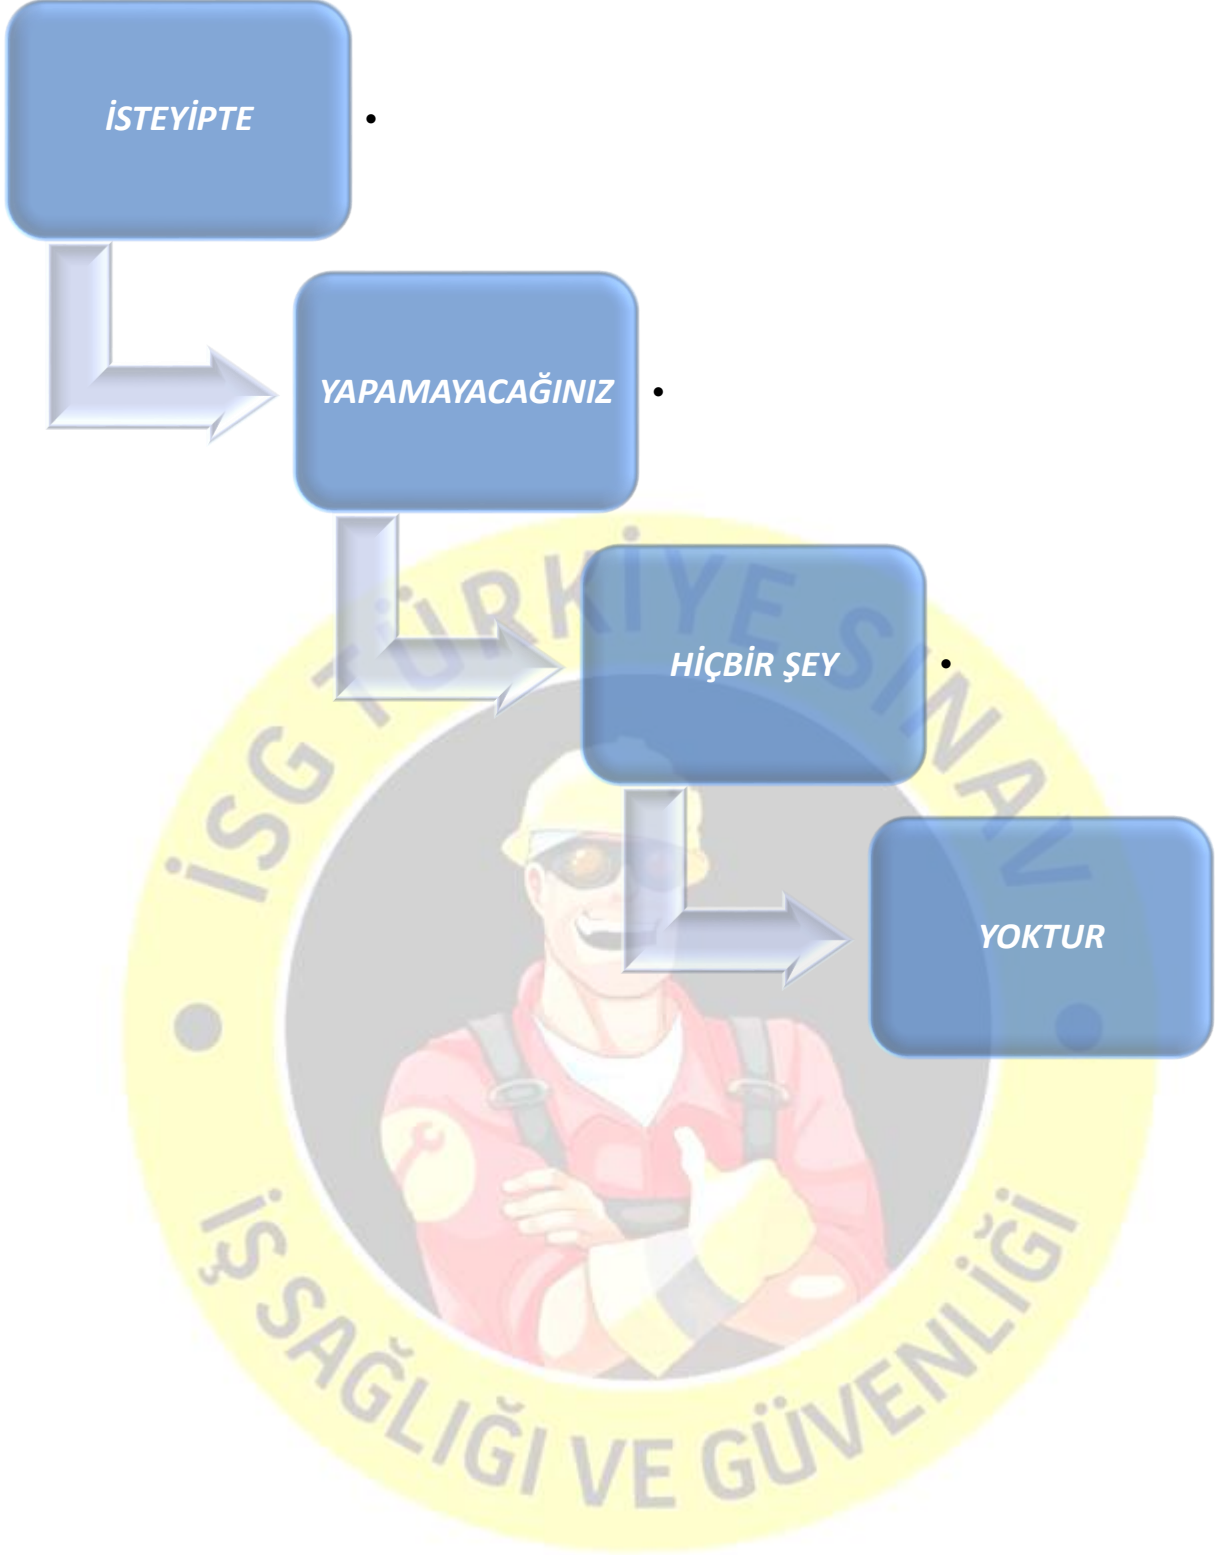 İSTEYİPTE
•
YAPAMAYACAĞINIZ
•
HİÇBİR ŞEY
•
YOKTUR
İSG TÜRKİYE SINAV
İŞ SAĞLIĞI VE GÜVENLİĞİ